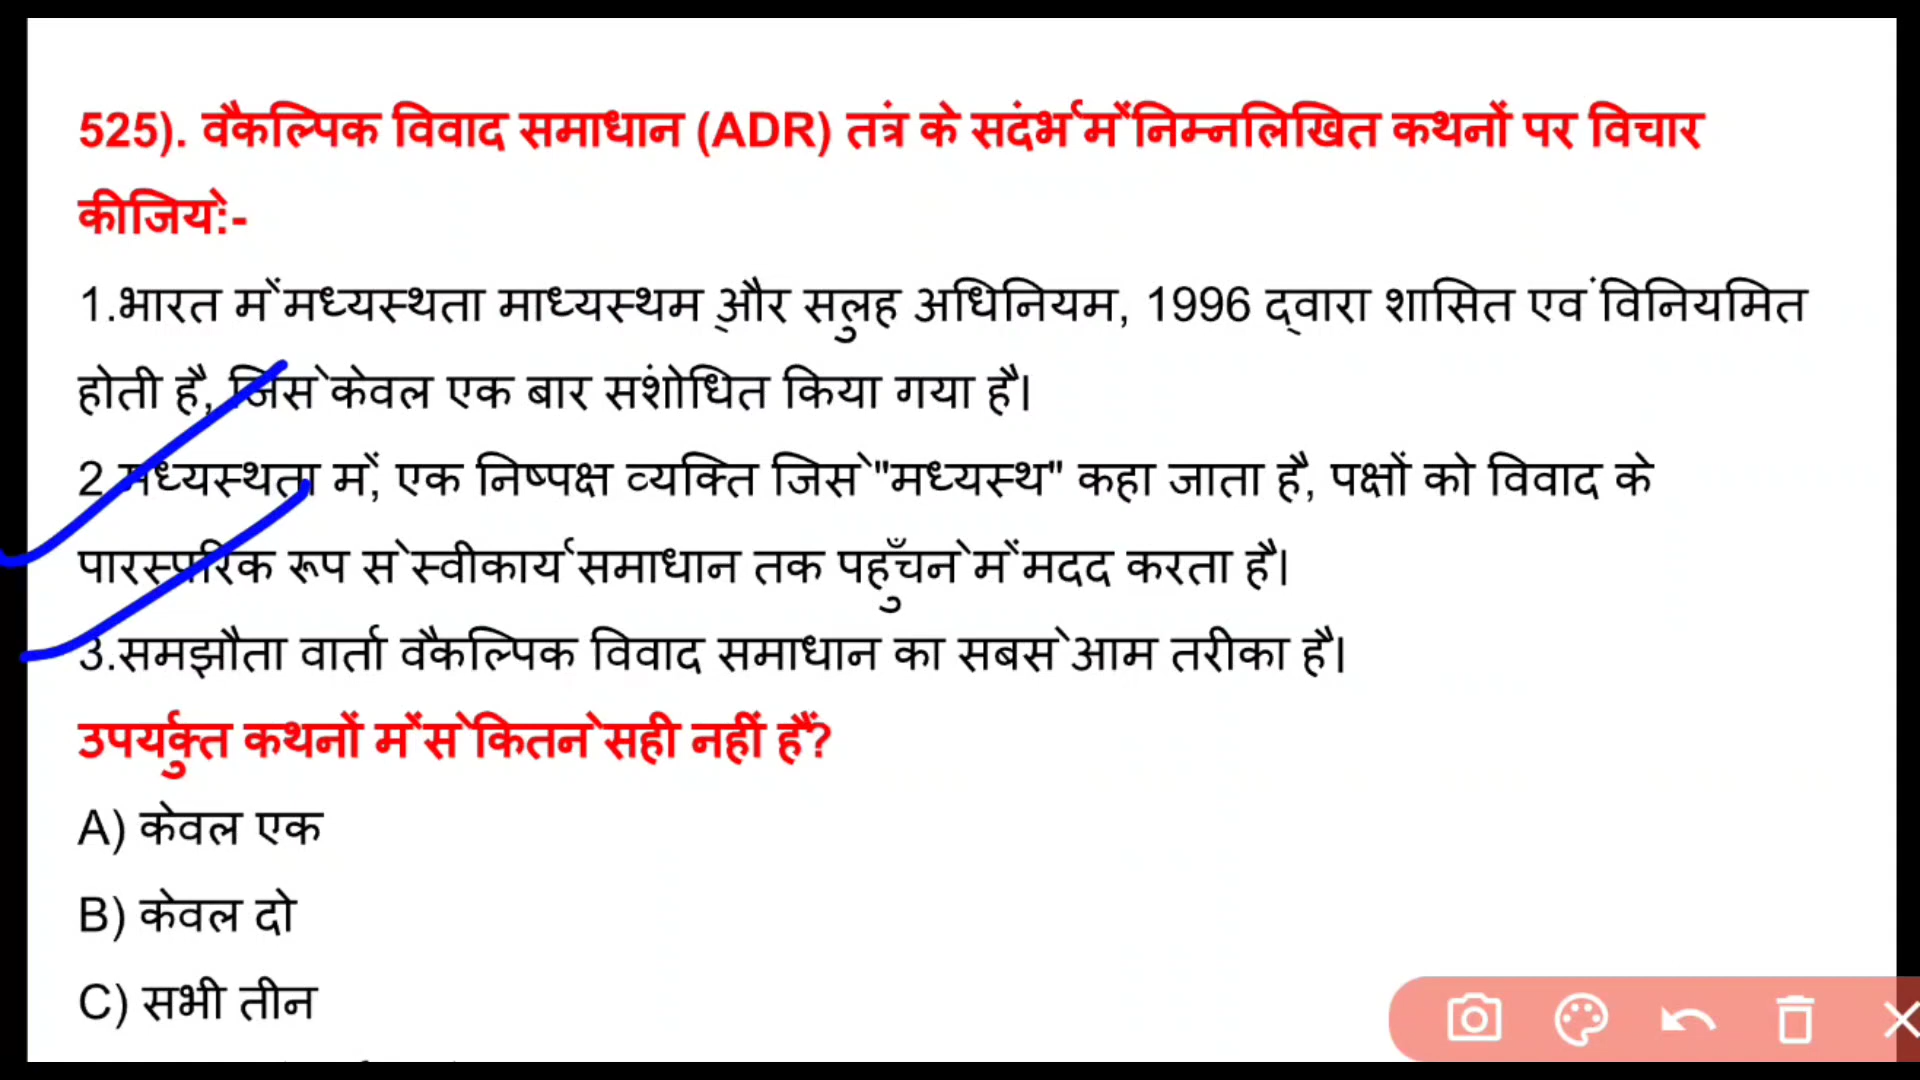 525). वैकल्पिक विवाद समाधान (ADR) तंत्र के संदर्भ में निम्नलिखित कथनों पर विचार
कीजिये:-
1.भारत में मध्यस्थता माध्यस्थम् और सुलह अधिनियम, 1996 द्वारा शासित एवं विनियमित
होती है, जिसे केवल एक बार संशोधित किया गया है।
2.मध्यस्थता में, एक निष्पक्ष व्यक्ति जिसे "मध्यस्थ" कहा जाता है, पक्षों को विवाद के
पारस्परिक रूप से स्वीकार्य समाधान तक पहुँचने में मदद करता है।
3.समझौता वार्ता वैकल्पिक विवाद समाधान का सबसे आम तरीका है।
उपर्युक्त कथनों में से कितने सही नहीं हैं?
A) केवल एक
B) केवल दो
C) सभी तीन